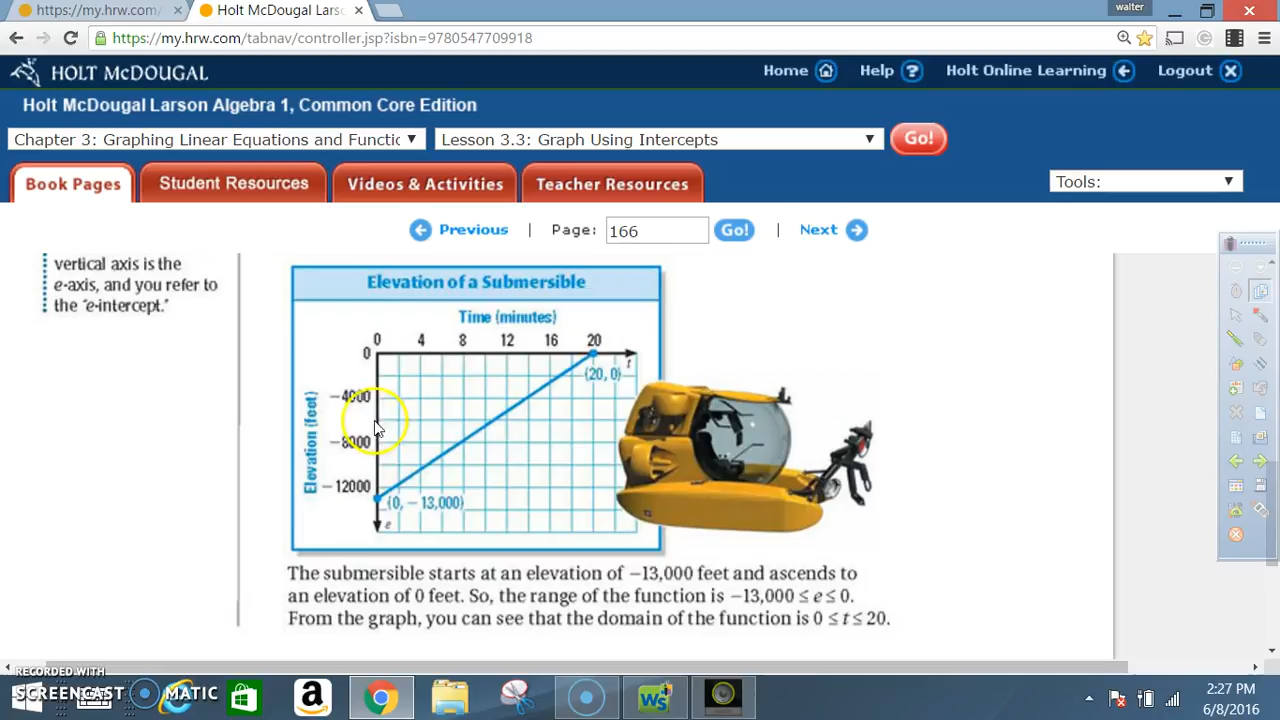 https://my.hrw.com/tabnav/
Holt McDougal Lars
walter
https://my.hrw.com/tabnav/controller.jsp?isbn=9780547709918
HOLT McDOUGAL
Home
Help
Holt Online Learning
Logout
Holt McDougal Larson Algebra 1, Common Core Edition
Chapter 3: Graphing Linear Equations and Functic
Lesson 3.3: Graph Using Intercepts
Go!
Book Pages
Student Resources
Videos & Activities
Teacher Resources
Tools:
Previous | Page: 166 Go! | Next
vertical axis is the
e-axis, and you refer to
the "e-intercept."
Elevation of a Submersible
Time (minutes)
0 4 8 12 16 20
0
t
(20, 0)
−4000
−8000
−12000
Elevation (feet)
(0, −13,000)
e
The submersible starts at an elevation of −13,000 feet and ascends to
an elevation of 0 feet. So, the range of the function is −13,000 ≤ e ≤ 0.
From the graph, you can see that the domain of the function is 0 ≤ t ≤ 20.
RECORDED WITH
SCREENCAST MATIC
2:27 PM
6/8/2016